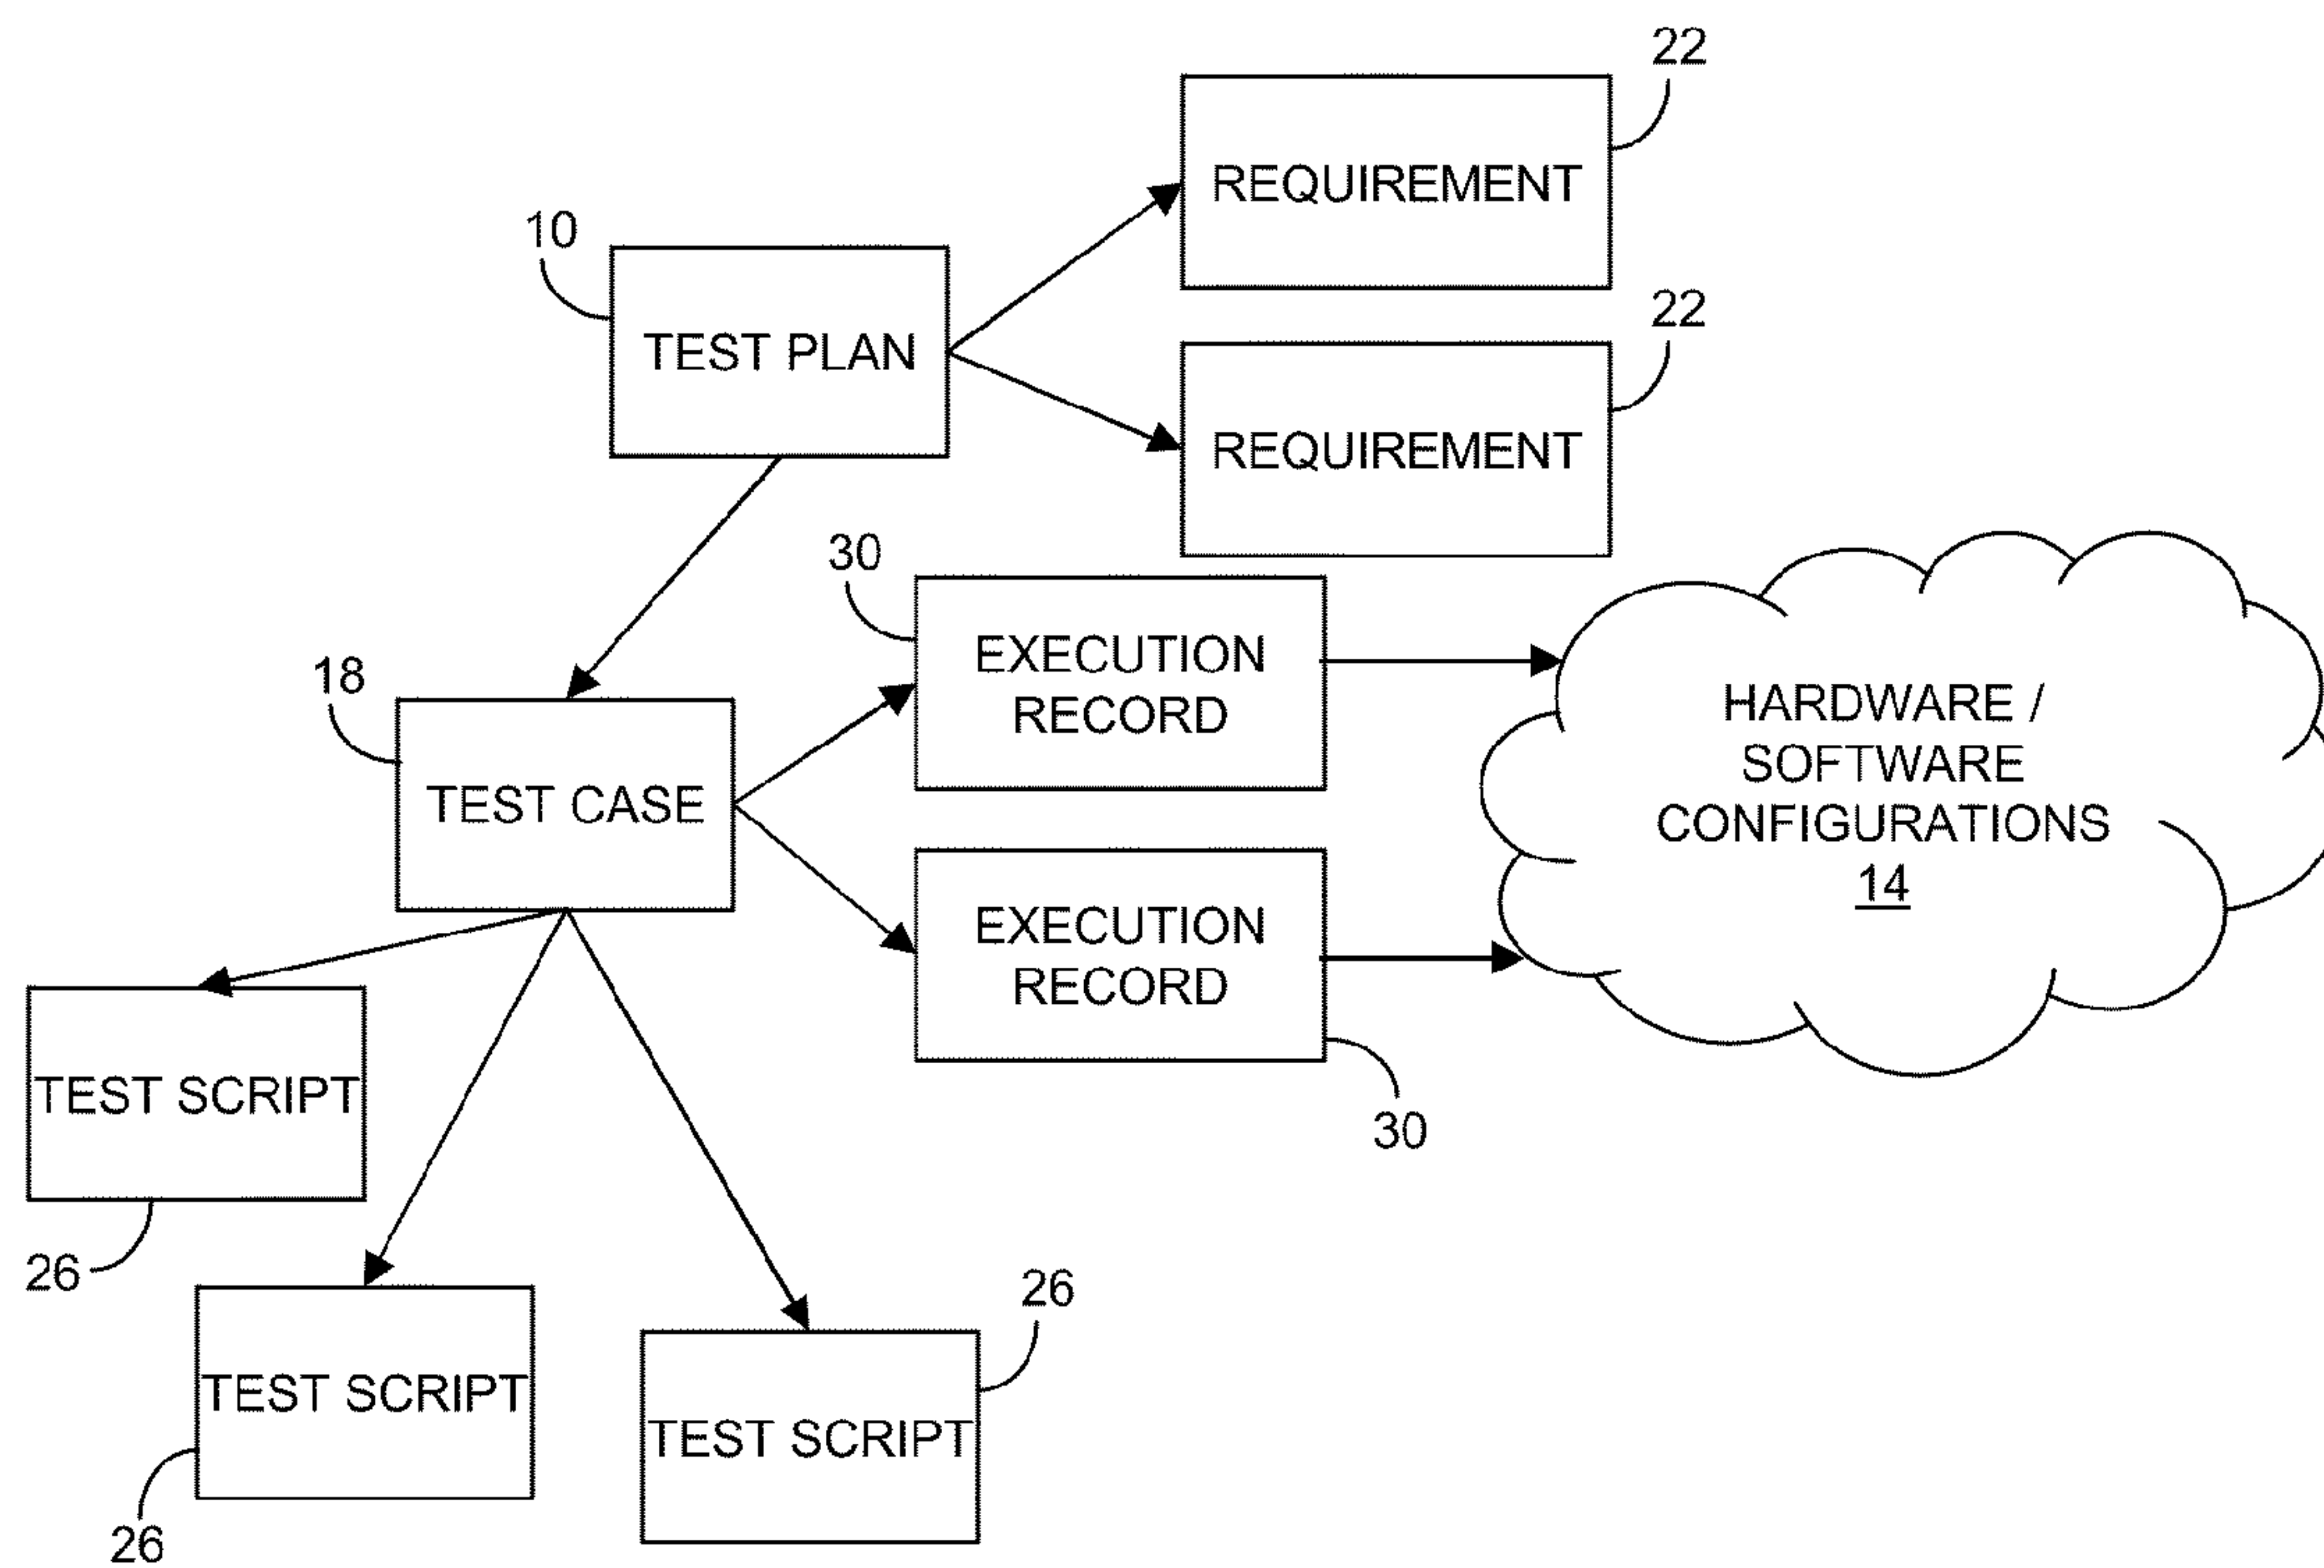 22
REQUIREMENT
10
TEST PLAN
22
REQUIREMENT
30
EXECUTION
RECORD
HARDWARE /
SOFTWARE
CONFIGURATIONS
14
18
TEST CASE
EXECUTION
RECORD
30
TEST SCRIPT
26
TEST SCRIPT
26
26
TEST SCRIPT